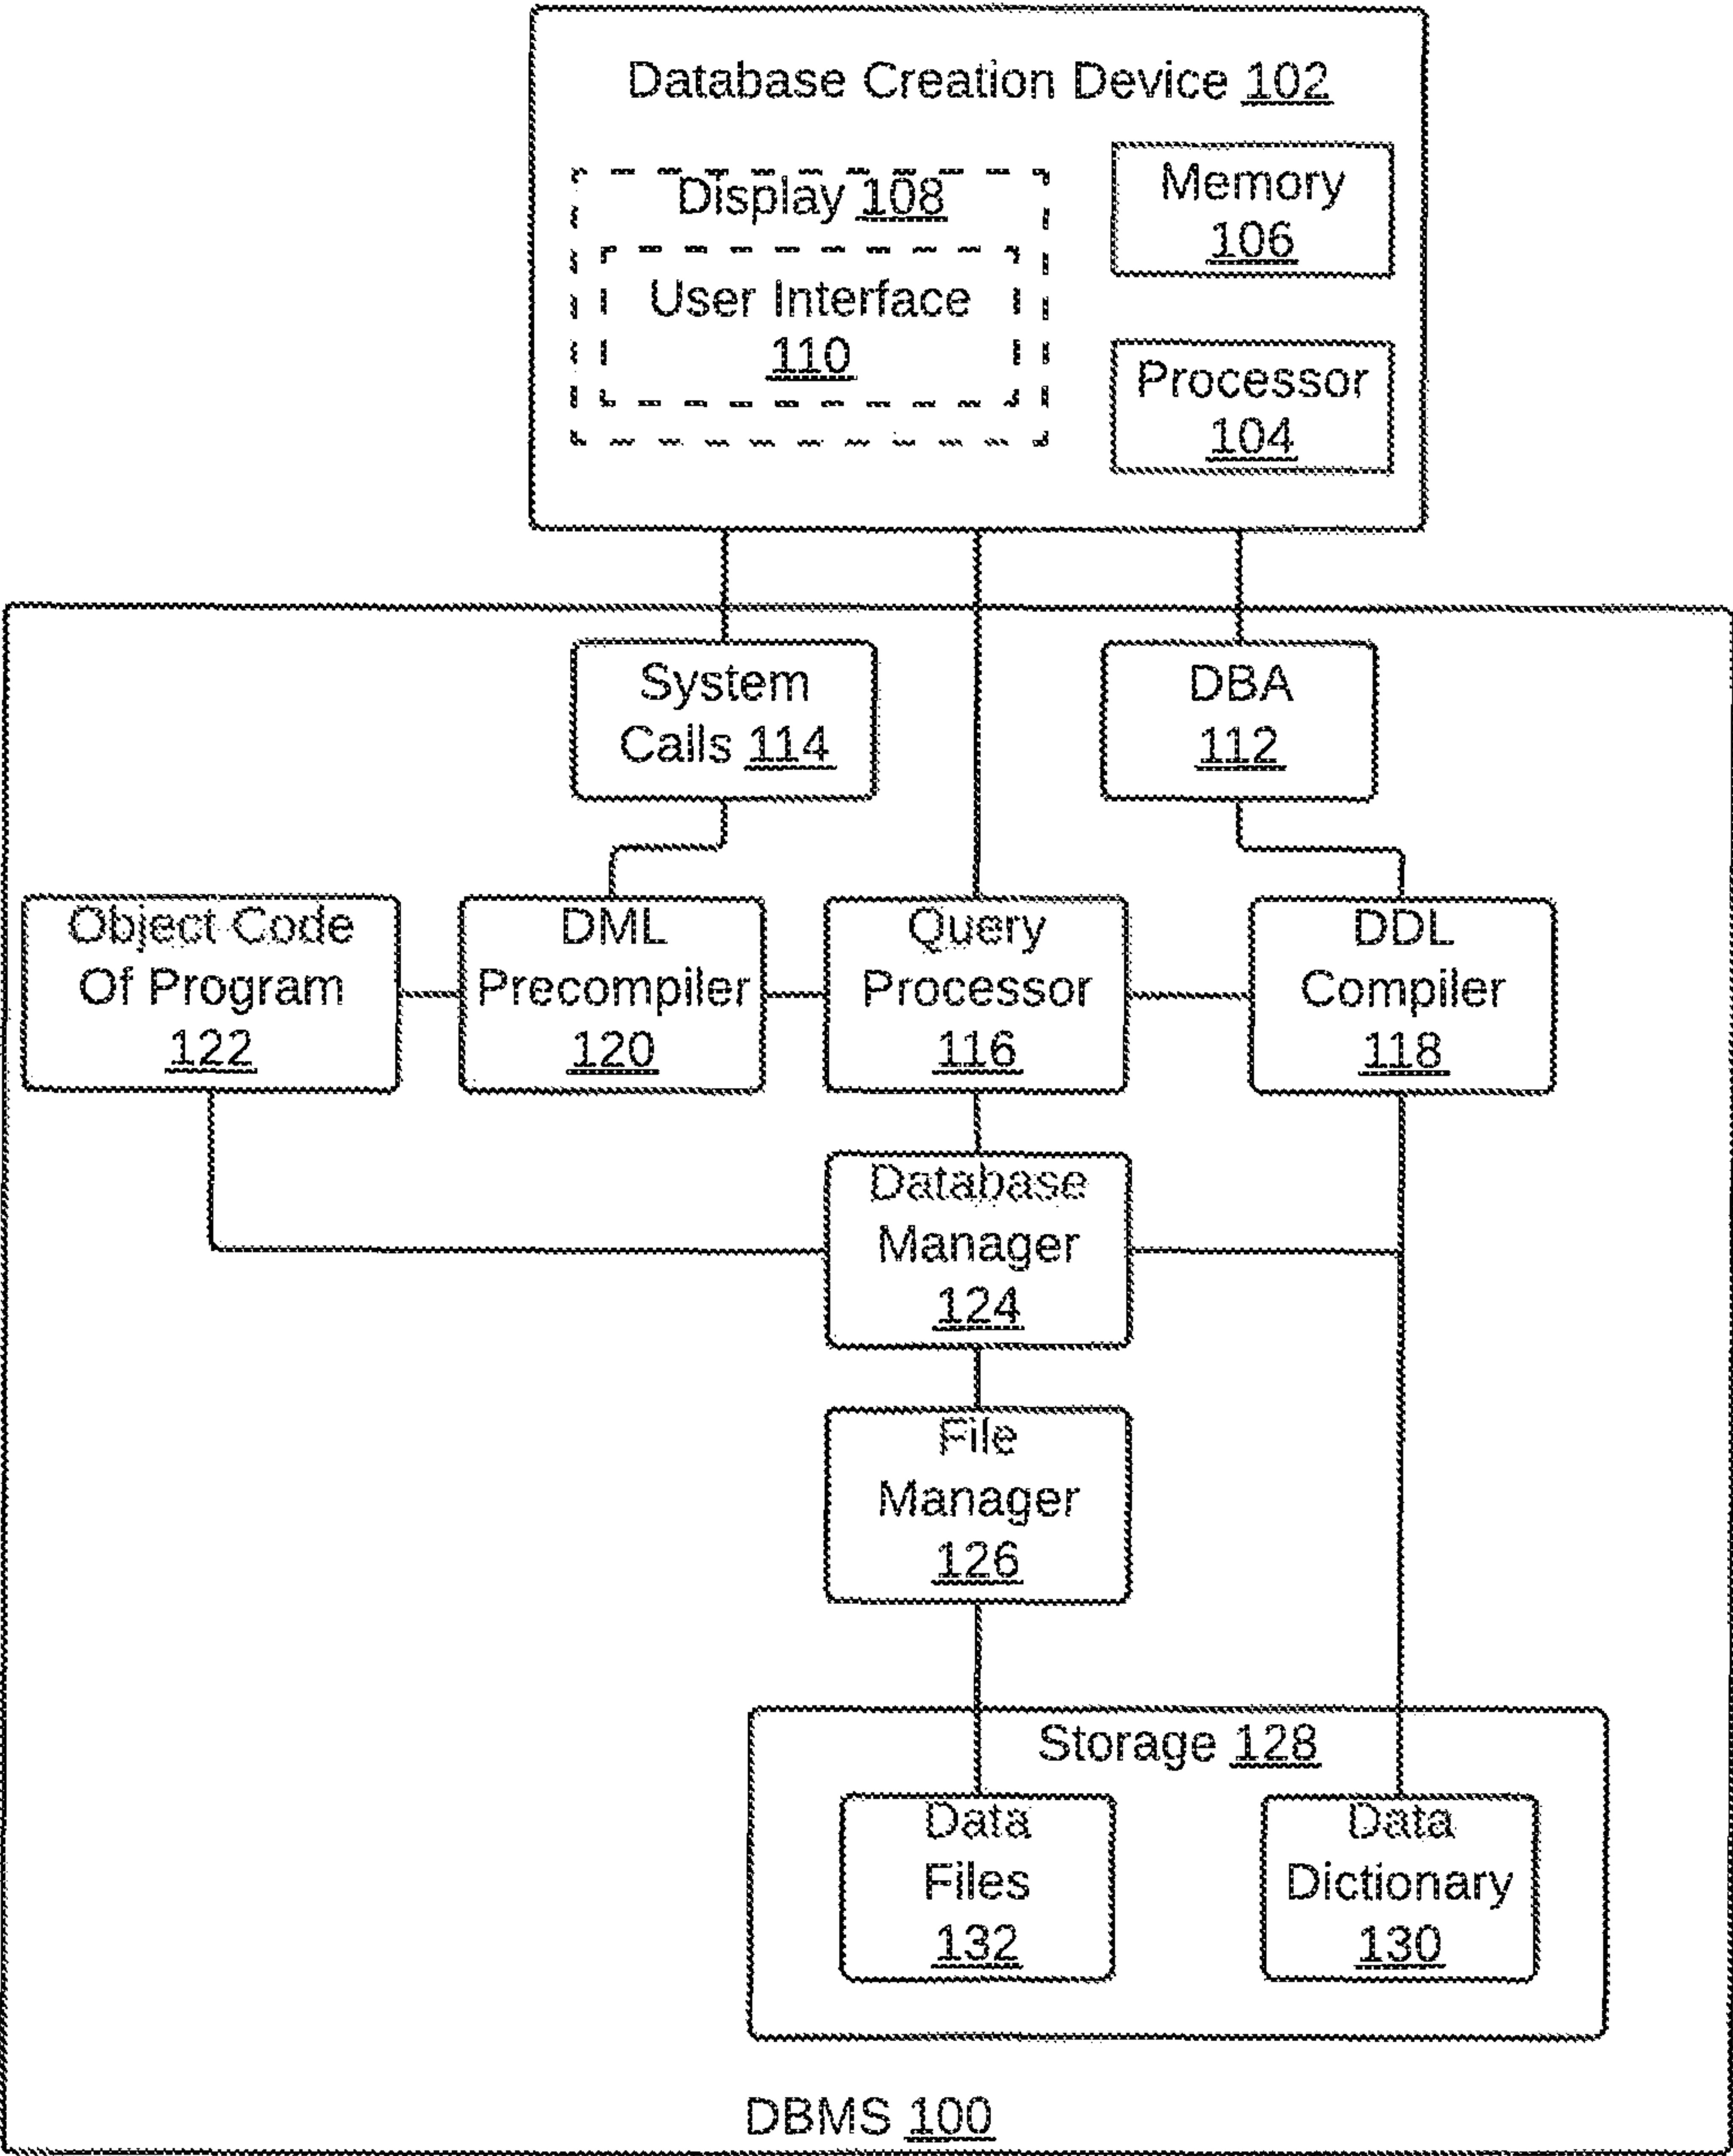 Database Creation Device 102
Display 108
User Interface
110
Memory
106
Processor
104
System
Calls 114
DBA
112
Object Code
Of Program
122
DML
Precompiler
120
Query
Processor
116
DDL
Compiler
118
Database
Manager
124
File
Manager
126
Storage 128
Data
Files
132
Data
Dictionary
130
DBMS 100